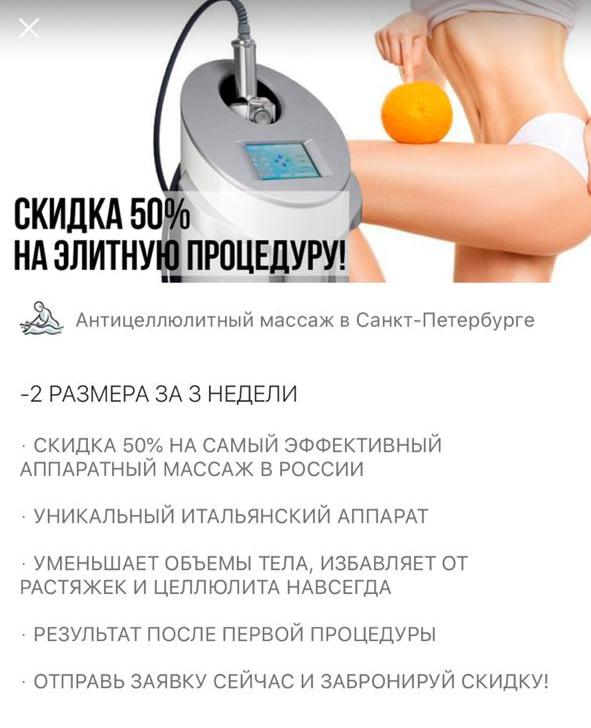 СКИДКА 50%
НА ЭЛИТНУЮ ПРОЦЕДУРУ!
Антицеллюлитный массаж в Санкт-Петербурге
-2 РАЗМЕРА ЗА 3 НЕДЕЛИ
· СКИДКА 50% НА САМЫЙ ЭФФЕКТИВНЫЙ
АППАРАТНЫЙ МАССАЖ В РОССИИ
· УНИКАЛЬНЫЙ ИТАЛЬЯНСКИЙ АППАРАТ
· УМЕНЬШАЕТ ОБЪЕМЫ ТЕЛА, ИЗБАВЛЯЕТ ОТ
РАСТЯЖЕК И ЦЕЛЛЮЛИТА НАВСЕГДА
· РЕЗУЛЬТАТ ПОСЛЕ ПЕРВОЙ ПРОЦЕДУРЫ
· ОТПРАВЬ ЗАЯВКУ СЕЙЧАС И ЗАБРОНИРУЙ СКИДКУ!